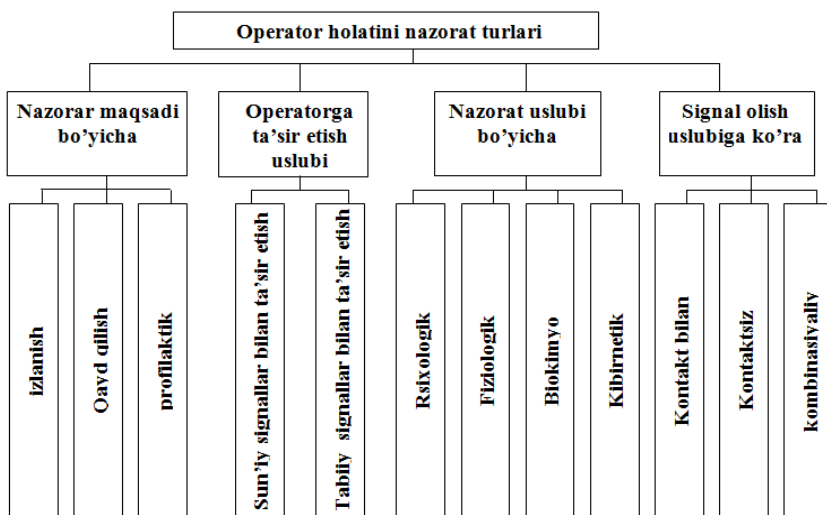 Operator holatini nazorat turlari
Nazorar maqsadi
bo’yicha
Operatorga
ta’sir etish
uslubi
Nazorat uslubi
bo’yicha
Signal olish
uslubiga ko’ra
izlanish
Qayd qilish
profilaktik
Sun’iy signallar bilan ta’sir etish
Tabiiy signallar bilan ta’sir etish
Rsixologik
Fiziologik
Biokimyo
Kibirnetik
Kontakt bilan
Kontaktsiz
kombinasiyaliy